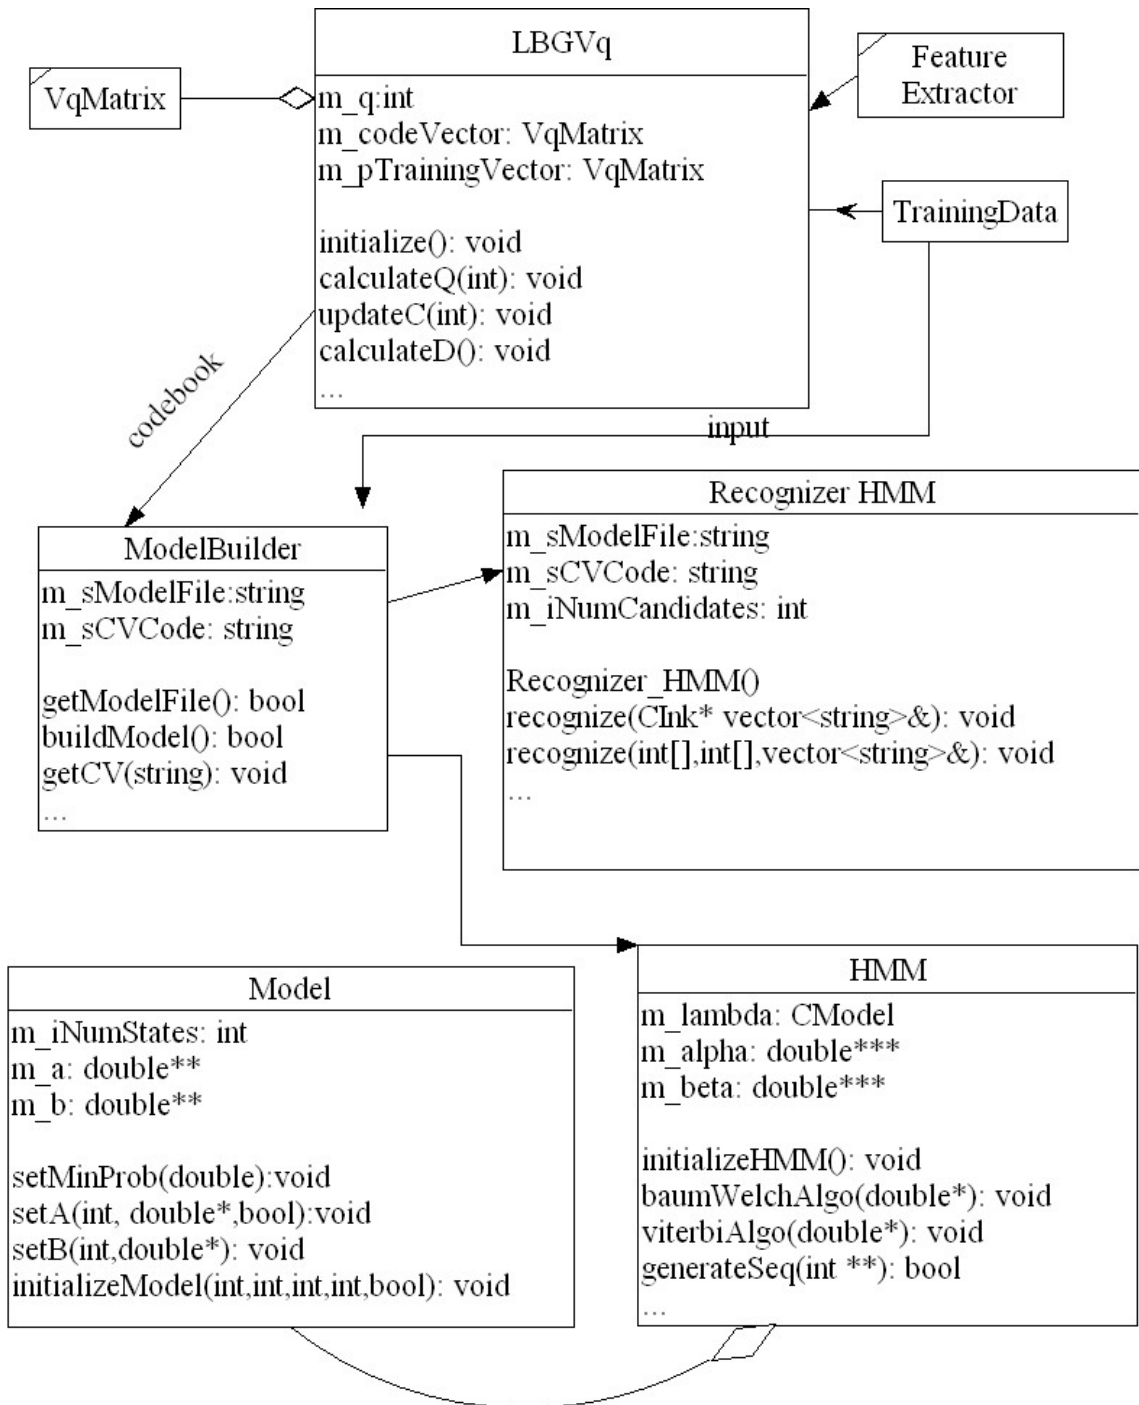 LBGVq
m_q:int
m_codeVector: VqMatrix
m_pTrainingVector: VqMatrix
initialize(): void
calculateQ(int): void
updateC(int): void
calculateD(): void
...
VqMatrix
Feature
Extractor
TrainingData
codebook
input
ModelBuilder
m_sModelFile:string
m_sCVCode: string
getModelFile(): bool
buildModel(): bool
getCV(string): void
...
Recognizer HMM
m_sModelFile:string
m_sCVCode: string
m_iNumCandidates: int
Recognizer_HMM()
recognize(CInk* vector<string>&): void
recognize(int[],int[],vector<string>&): void
...
Model
m_iNumStates: int
m_a: double**
m_b: double**
setMinProb(double):void
setA(int, double*,bool):void
setB(int,double*): void
initializeModel(int,int,int,int,bool): void
HMM
m_lambda: CModel
m_alpha: double***
m_beta: double***
initializeHMM(): void
baumWelchAlgo(double*): void
viterbiAlgo(double*): void
generateSeq(int **): bool
...